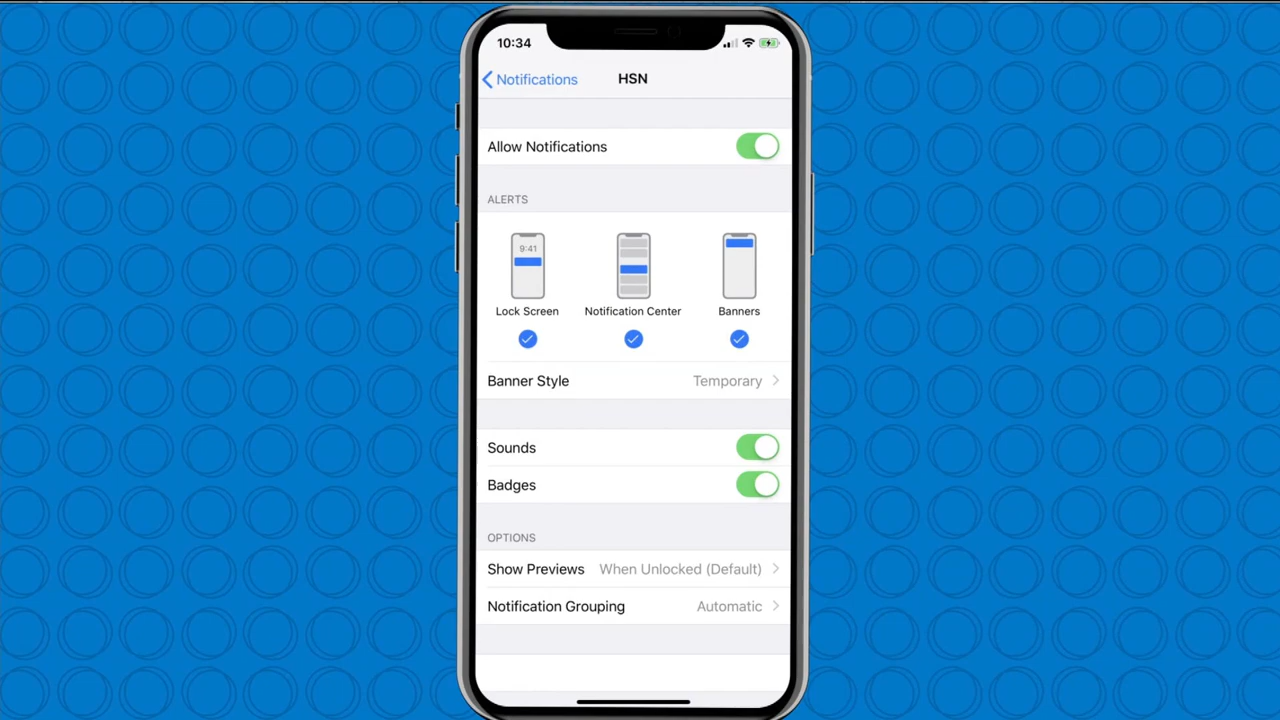 10:34
Notifications HSN
Allow Notifications
ALERTS
9:41
Lock Screen Notification Center Banners
Banner Style Temporary
Sounds
Badges
OPTIONS
Show Previews When Unlocked (Default)
Notification Grouping Automatic